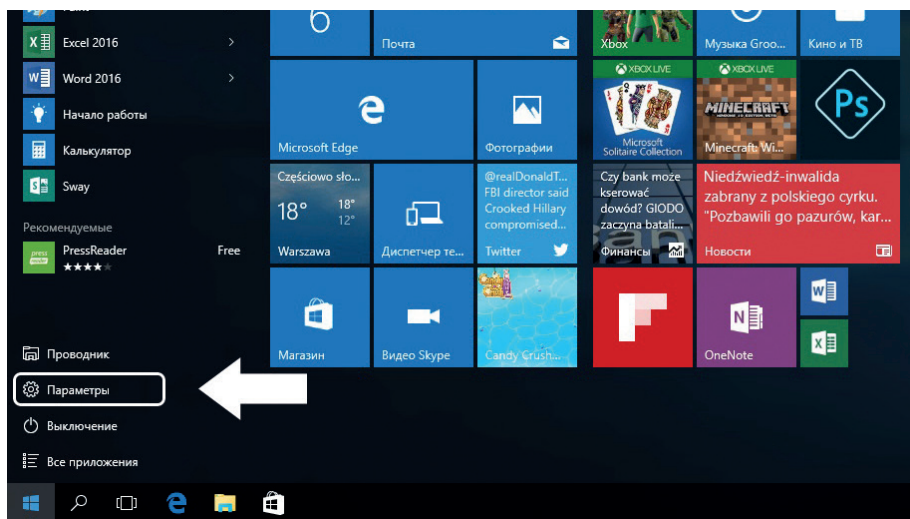 Excel 2016
Word 2016
Начало работы
Калькулятор
Sway
Рекомендуемые
PressReader
Free
Проводник
Параметры
Выключение
Все приложения
6
Почта
Microsoft Edge
Фотографии
Częściowo sło...
18°
18°
12°
Warszawa
Диспетчер те...
@realDonaldT...
FBI director said
Crooked Hillary
compromised...
Twitter
Магазин
Видео Skype
Candy Crush...
Xbox
Музыка Groo...
Кино и ТВ
XBOX LIVE
Microsoft
Solitaire Collection
XBOX LIVE
MINECRAFT
Minecraft: Wi...
Ps
Czy bank może
kserować
dowód? GIODO
zaczyna batali...
Финансы
Niedźwiedź-inwalida
zabrany z polskiego cyrku.
"Pozbawili go pazurów, kar...
Новости
OneNote